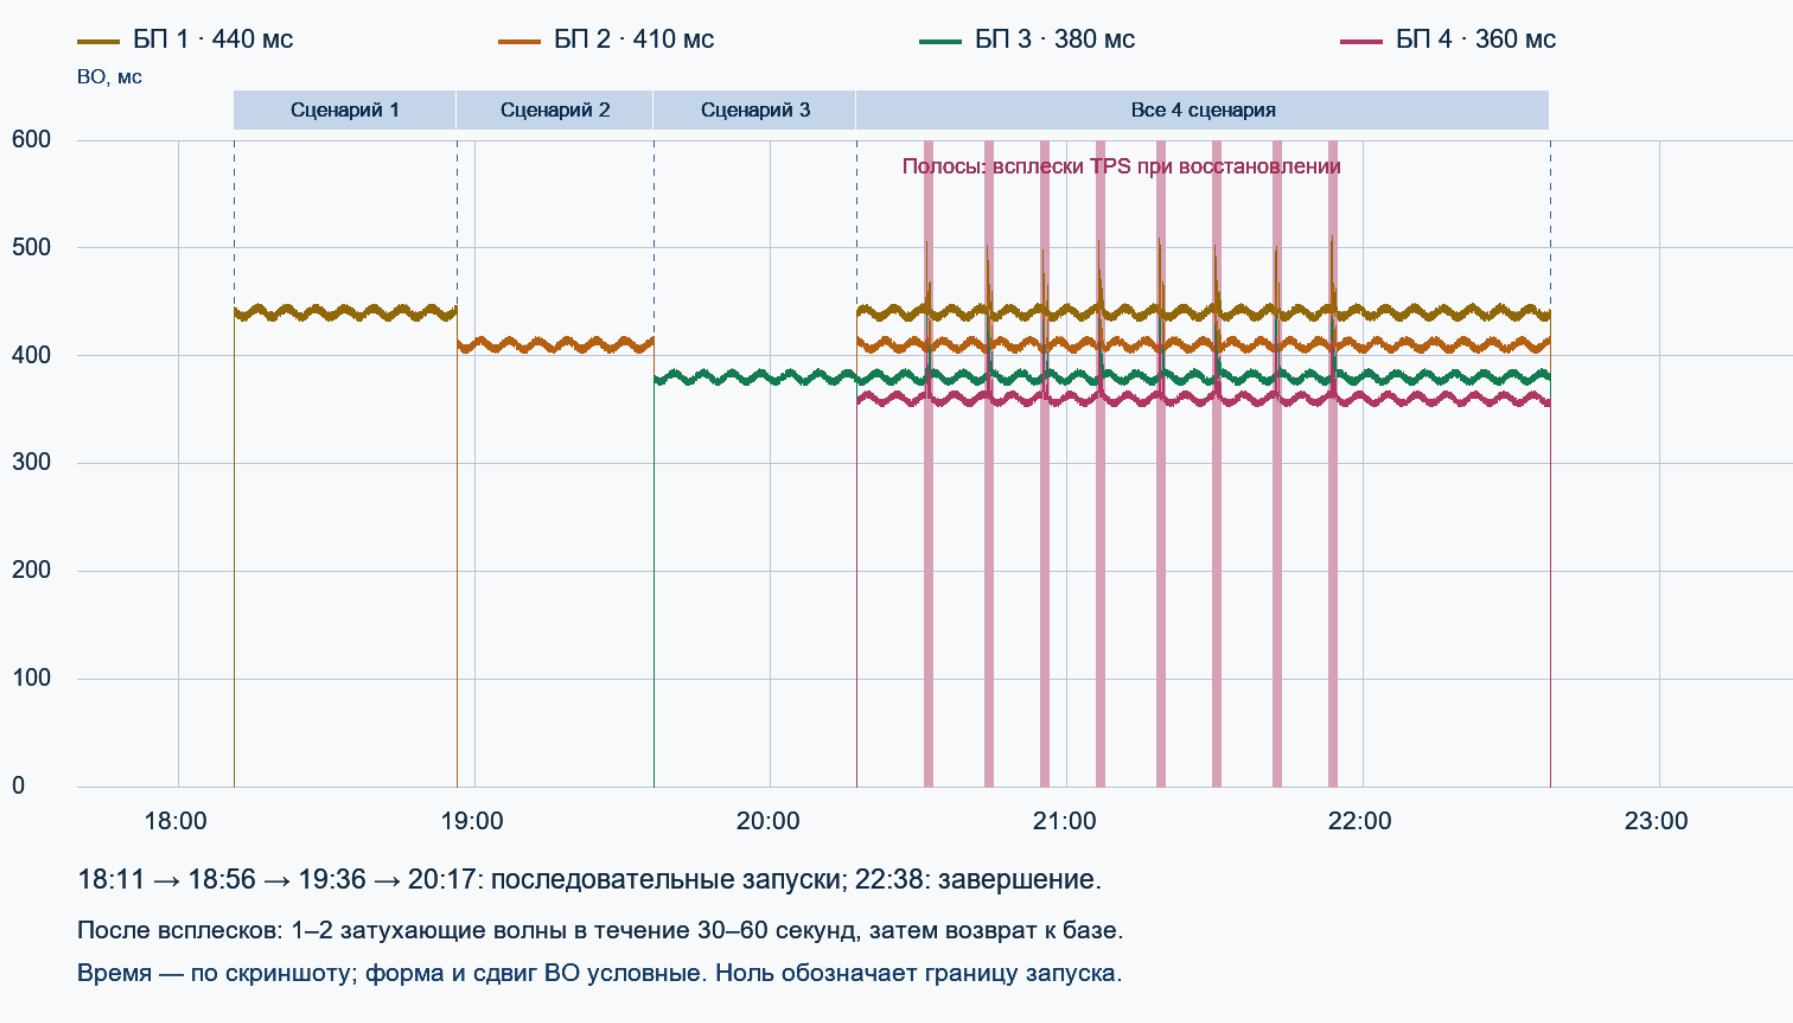 БП 1 · 440 мс
БП 2 · 410 мс
БП 3 · 380 мс
БП 4 · 360 мс
ВО, мс
Сценарий 1
Сценарий 2
Сценарий 3
Все 4 сценария
600
Полосы: всплески TPS при восстановлении
500
400
300
200
100
0
18:00
19:00
20:00
21:00
22:00
23:00
18:11 → 18:56 → 19:36 → 20:17: последовательные запуски; 22:38: завершение.
После всплесков: 1–2 затухающие волны в течение 30–60 секунд, затем возврат к базе.
Время — по скриншоту; форма и сдвиг ВО условные. Ноль обозначает границу запуска.